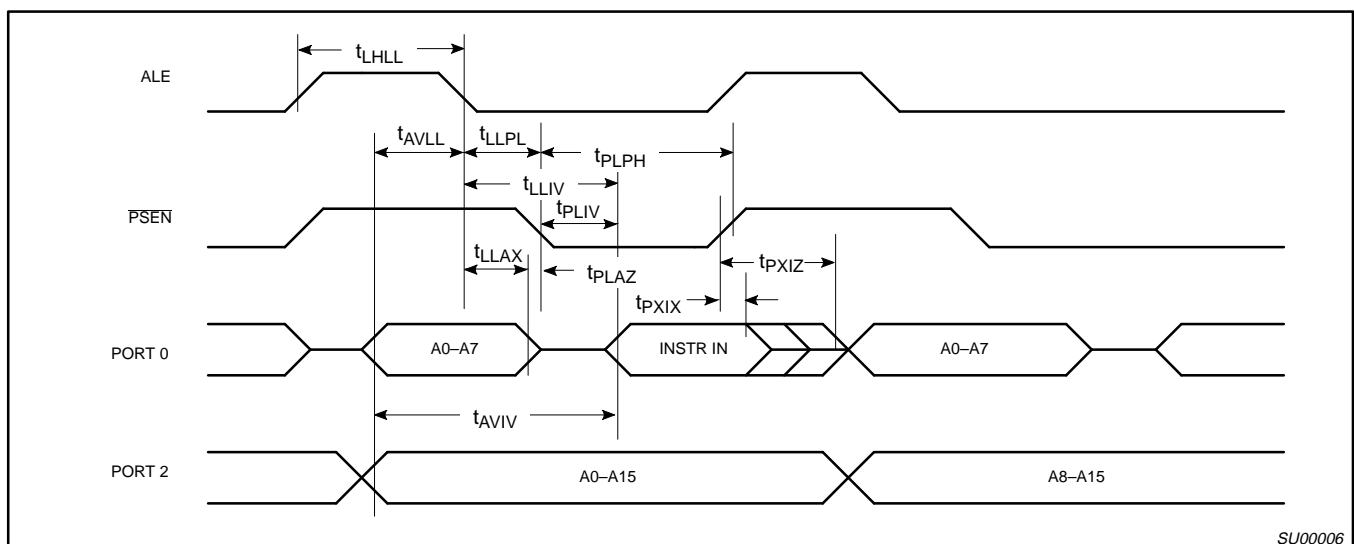 tLHLL
ALE
tAVLL
tLLPL
tPLPH
tLLIV
PSEN
tPLIV
tLLAX
tPLAZ
tPXIZ
tPXIX
PORT 0
A0–A7
INSTR IN
A0–A7
tAVIV
PORT 2
A0–A15
A8–A15
SU00006